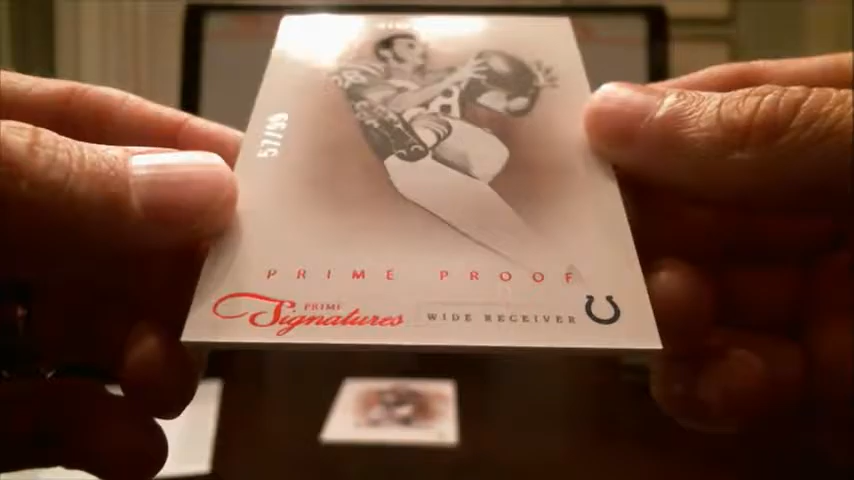 57/99
PRIME PROOF
PRIME
Signatures
WIDE RECEIVER